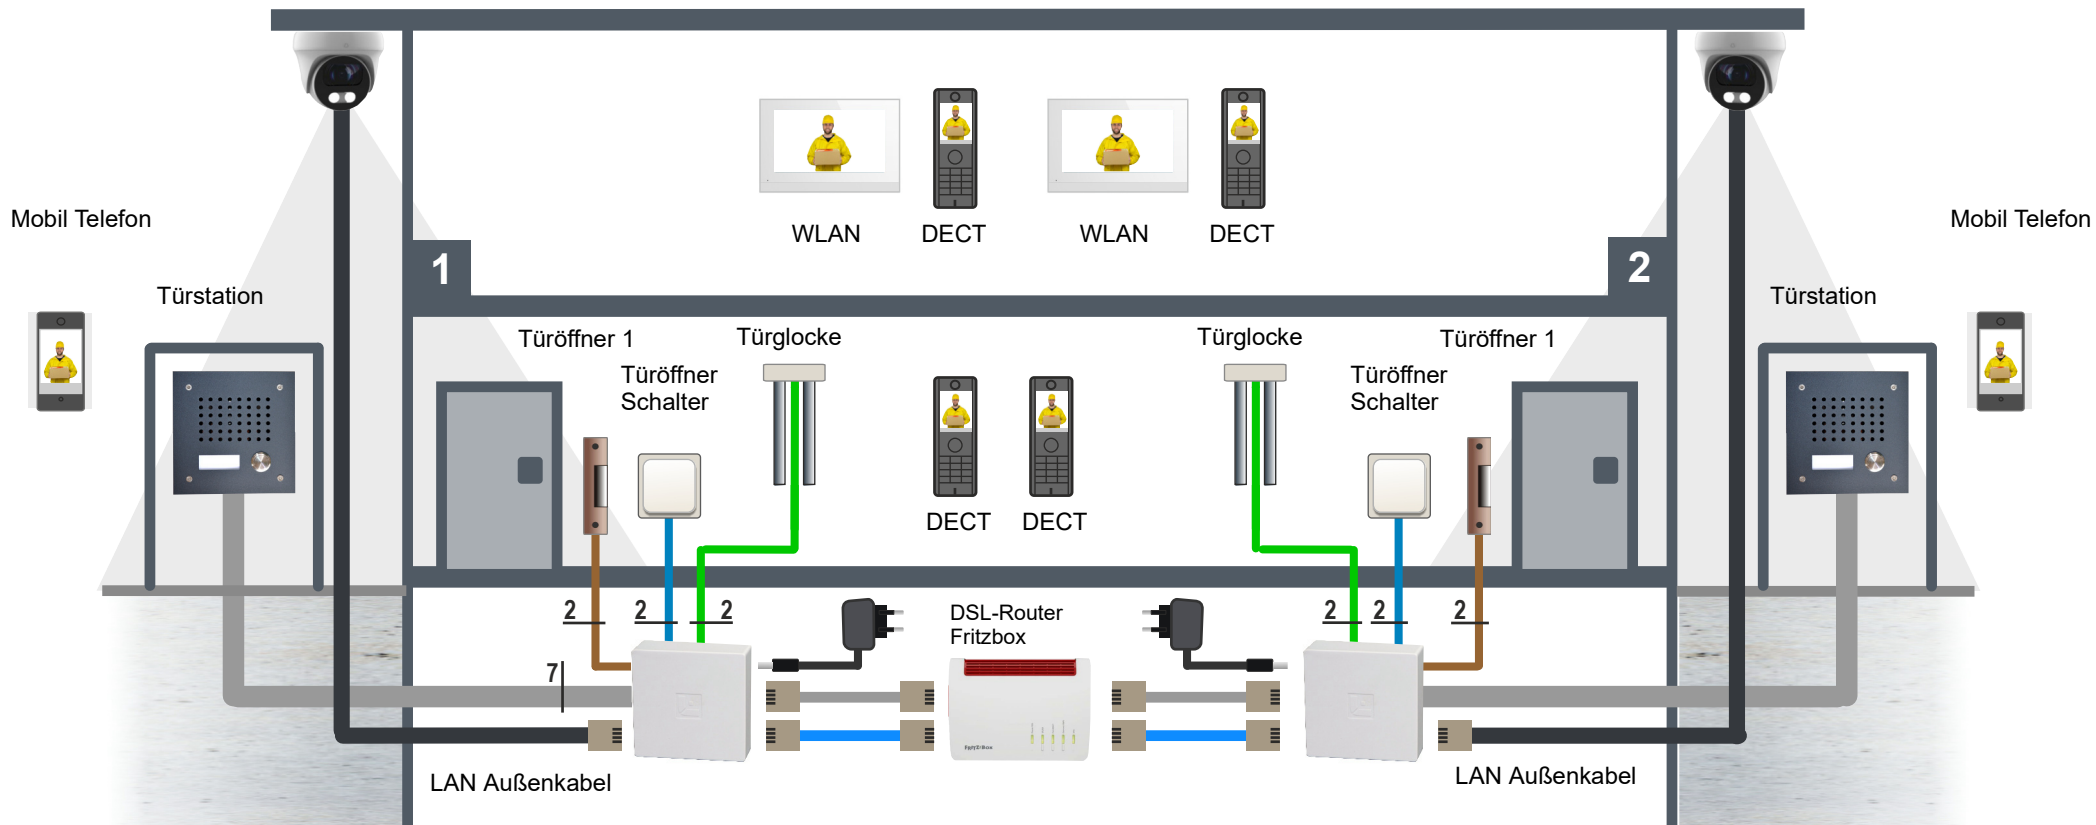 WLAN
DECT
WLAN
DECT
Mobil Telefon
Mobil Telefon
1
2
Türstation
Türstation
Türöffner 1
Türglocke
Türglocke
Türöffner 1
Türöffner
Schalter
Türöffner
Schalter
DECT
DECT
2
2
2
DSL-Router
Fritzbox
2
2
2
7
FRITZ!Box
LAN Außenkabel
LAN Außenkabel